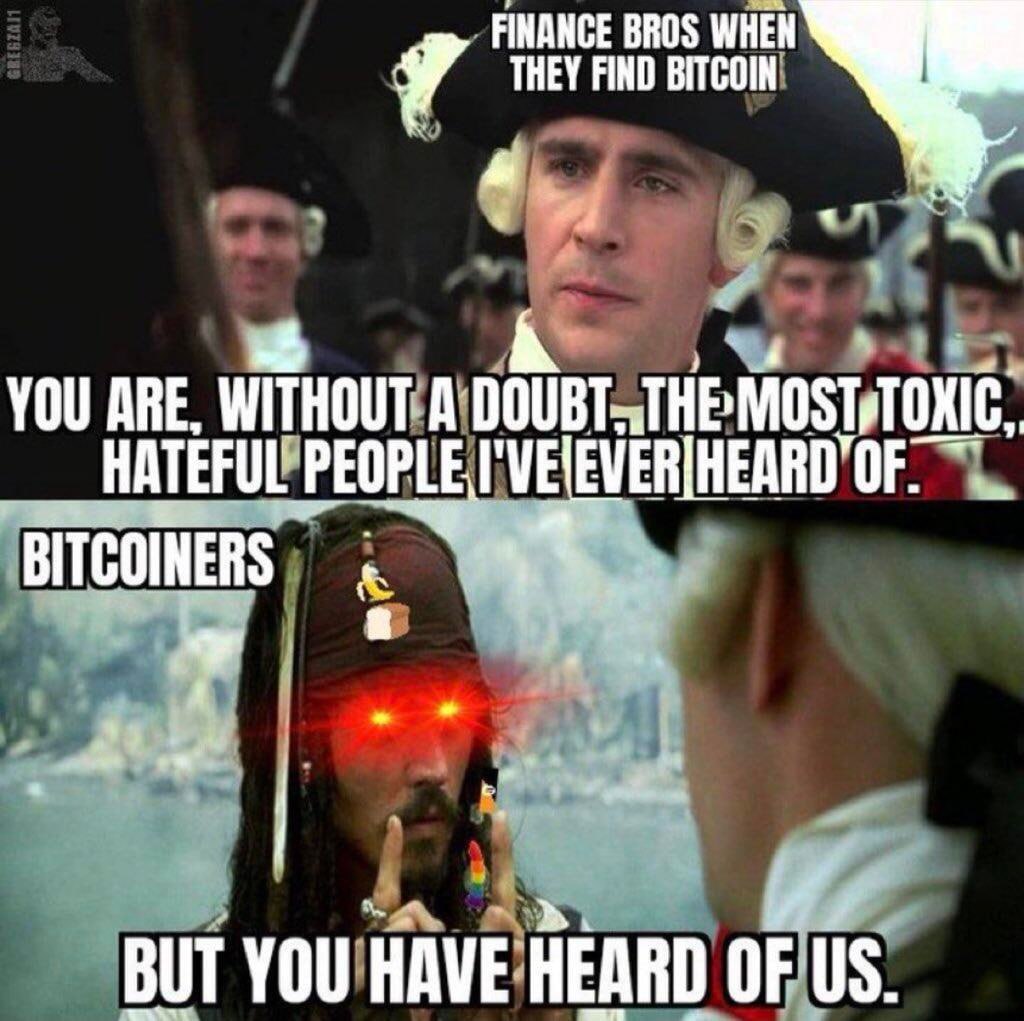 GREGZAJ1
FINANCE BROS WHEN
THEY FIND BITCOIN
YOU ARE, WITHOUT A DOUBT, THE MOST TOXIC,
HATEFUL PEOPLE I'VE EVER HEARD OF.
BITCOINERS
BUT YOU HAVE HEARD OF US.